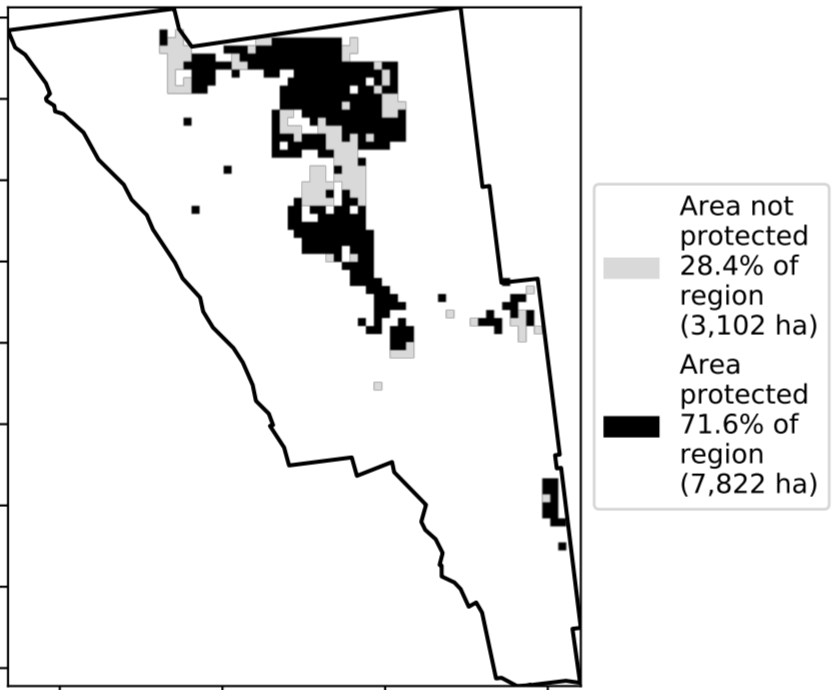 Area not
protected
28.4% of
region
(3,102 ha)
Area
protected
71.6% of
region
(7,822 ha)